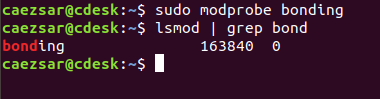 caezsar@cdesk:~$ sudo modprobe bonding
caezsar@cdesk:~$ lsmod | grep bond
bonding                163840  0
caezsar@cdesk:~$